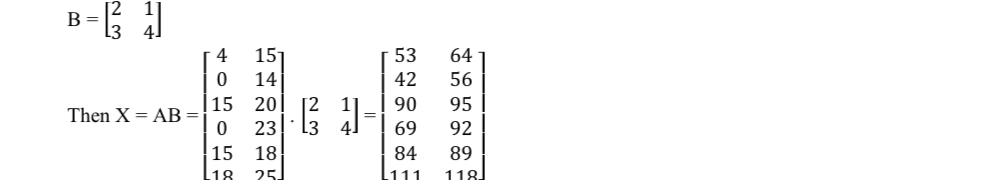 B = [2 1
3 4]
4 15 53 64
0 14 42 56
Then X = AB = 15 20 . [2 1 = 90 95
0 23 3 4] 69 92
15 18 84 89
18 25 111 118